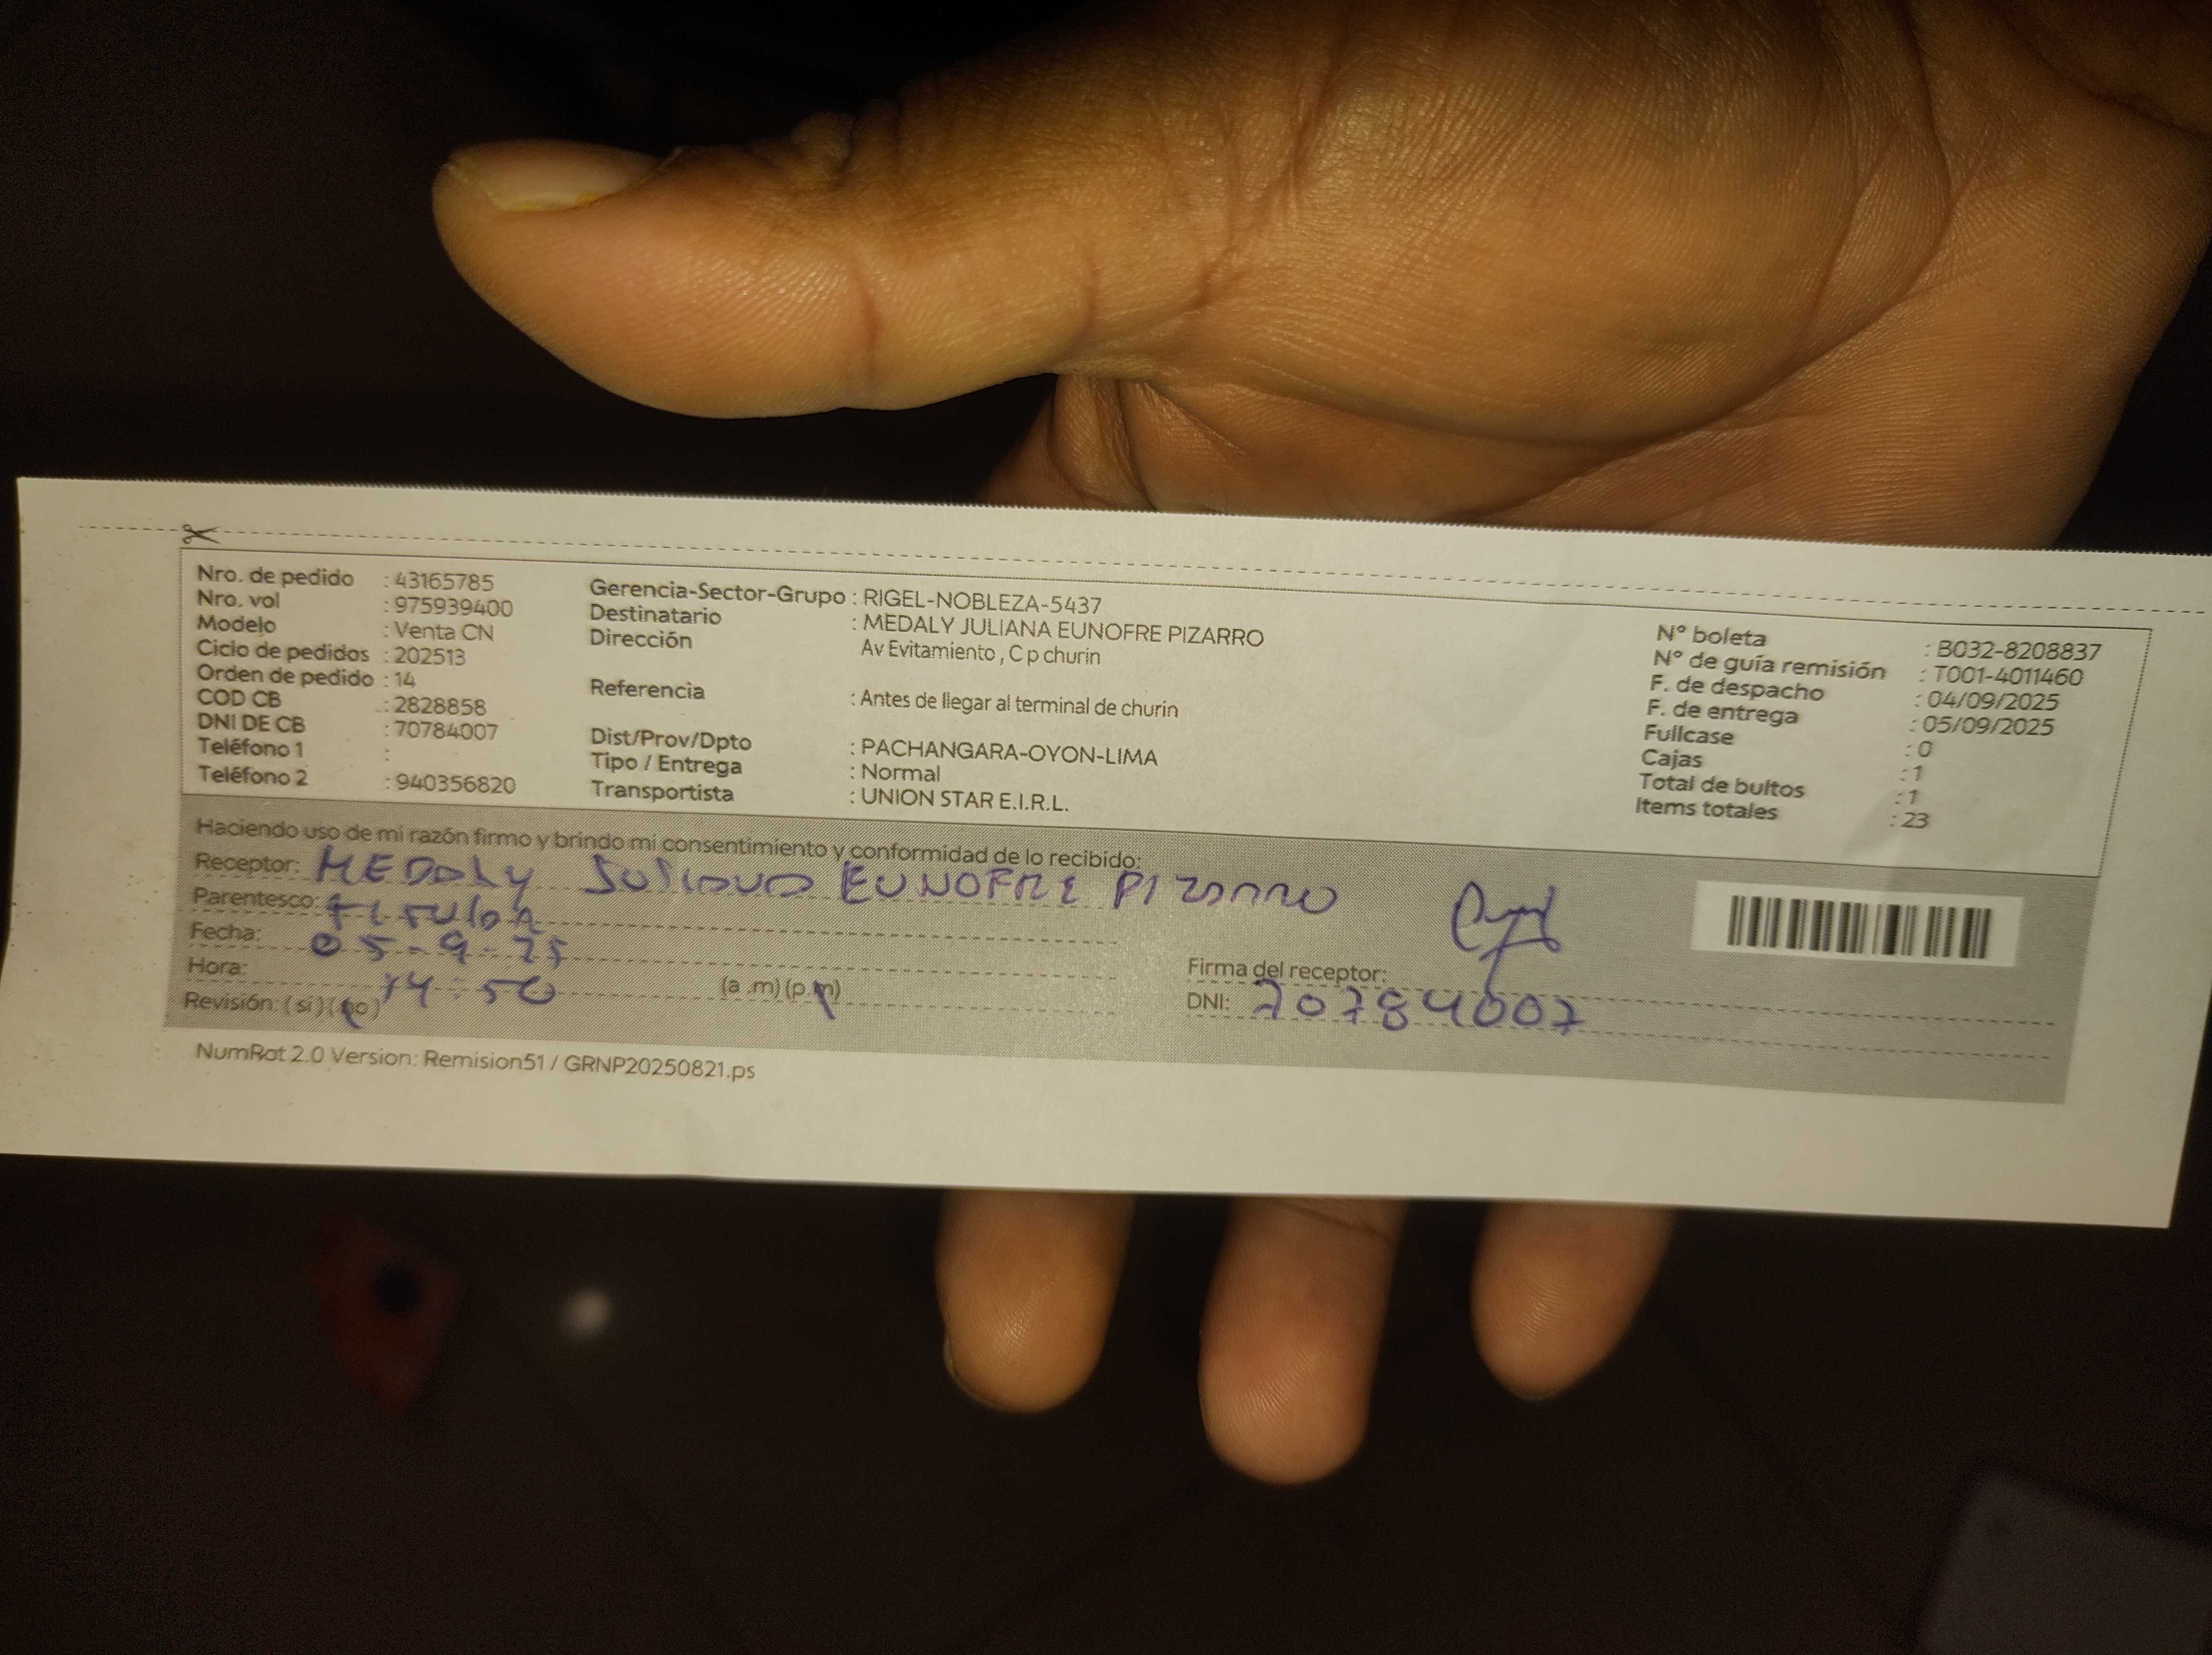 Nro. de pedido : 43165785
Nro. vol : 975939400
Modelo : Venta CN
Ciclo de pedidos : 202513
Orden de pedido : 14
COD CB : 2828858
DNI DE CB : 70784007
Teléfono 1 :
Teléfono 2 : 940356820
Gerencia-Sector-Grupo : RIGEL-NOBLEZA-5437
Destinatario : MEDALY JULIANA EUNOFRE PIZARRO
Dirección Av Evitamiento , C p churin
Referencia : Antes de llegar al terminal de churin
Dist/Prov/Dpto : PACHANGARA-OYON-LIMA
Tipo / Entrega : Normal
Transportista : UNION STAR E.I.R.L.
N° boleta : B032-8208837
N° de guía remisión : T001-4011460
F. de despacho : 04/09/2025
F. de entrega : 05/09/2025
Fullcase : 0
Cajas : 1
Total de bultos : 1
Items totales : 23
Haciendo uso de mi razón firmo y brindo mi consentimiento y conformidad de lo recibido:
Receptor: MEDALY JULIANA EUNOFRE PIZARRO
Parentesco: titular
Fecha: 05-9-25
Hora: 14:50 (a .m) (p.m)
Revisión: (si) (no)
Firma del receptor:
DNI: 70784007
NumRot 2.0 Version: Remision51 / GRNP20250821.ps